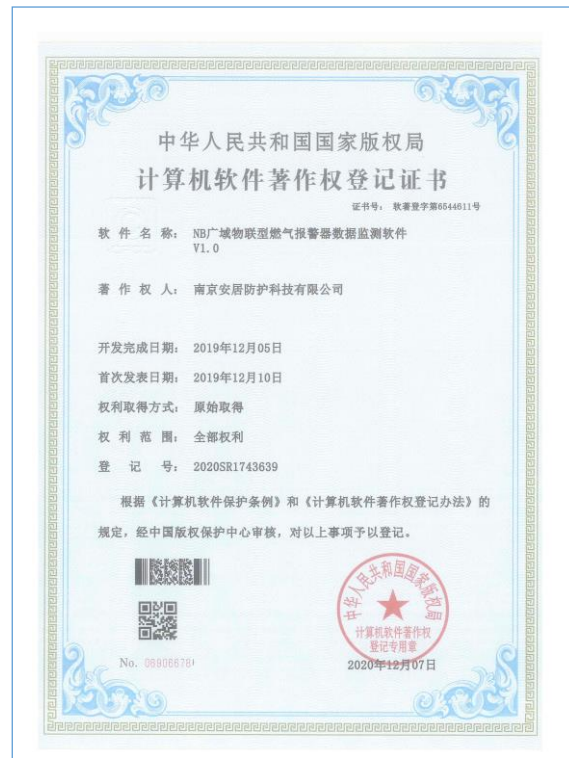 中华人民共和国国家版权局
计算机软件著作权登记证书
证书号： 软著登字第6544611号
软件名称： NB广域物联型燃气报警器数据监测软件
V1.0
著作权人： 南京安居防护科技有限公司
开发完成日期： 2019年12月05日
首次发表日期： 2019年12月10日
权利取得方式： 原始取得
权利范围： 全部权利
登记号： 2020SR1743639
根据《计算机软件保护条例》和《计算机软件著作权登记办法》的
规定，经中国版权保护中心审核，对以上事项予以登记。
中华人民共和国国家版权局
计算机软件著作权
登记专用章
No.
2020年12月07日